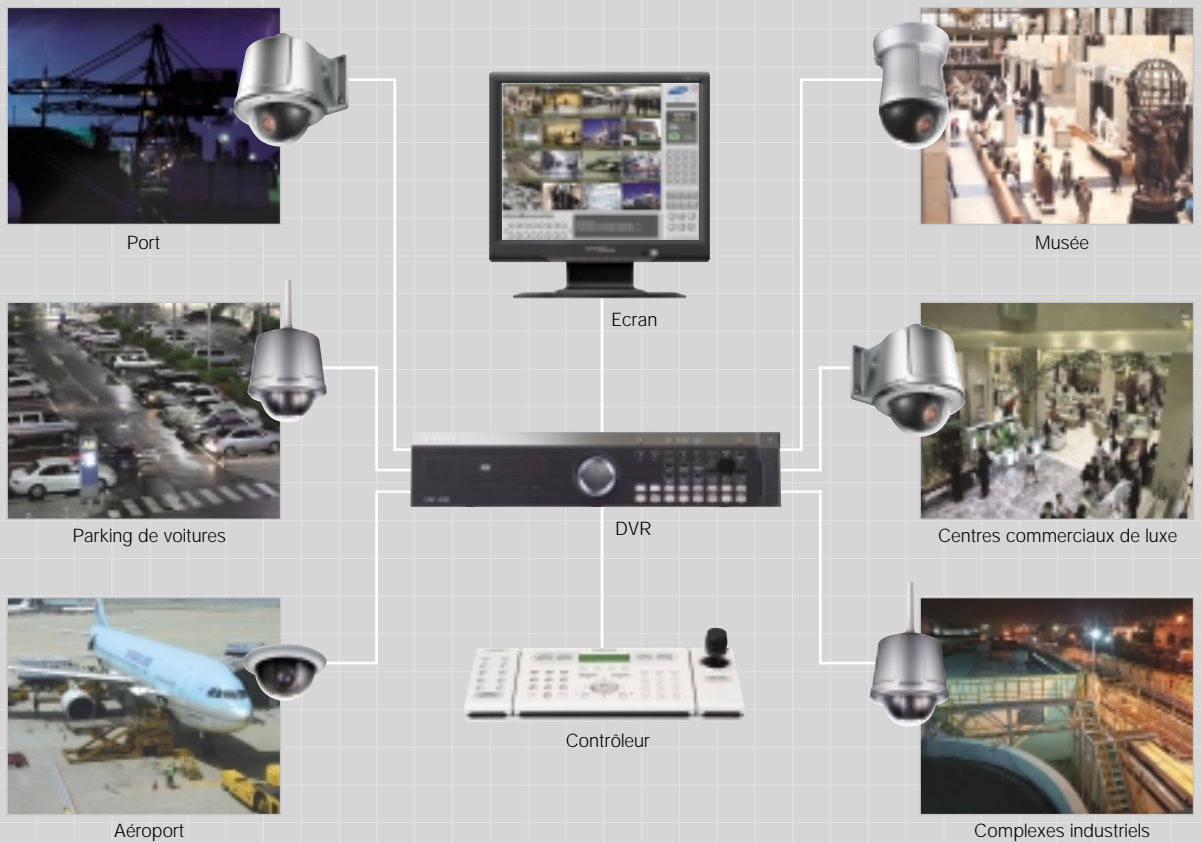 Port
Musée
Ecran
Parking de voitures
DVR
Centres commerciaux de luxe
Contrôleur
Aéroport
Complexes industriels